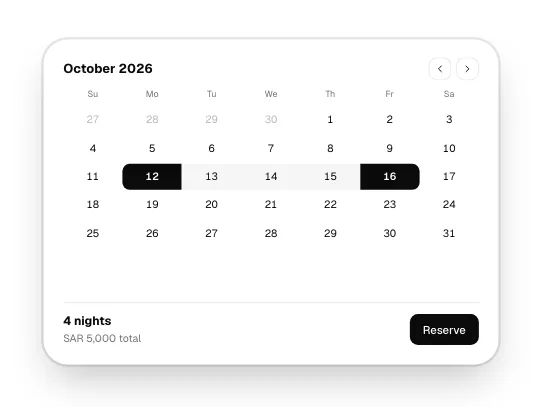 October 2026
Su Mo Tu We Th Fr Sa
27 28 29 30 1 2 3
4 5 6 7 8 9 10
11 12 13 14 15 16 17
18 19 20 21 22 23 24
25 26 27 28 29 30 31
4 nights
SAR 5,000 total
Reserve